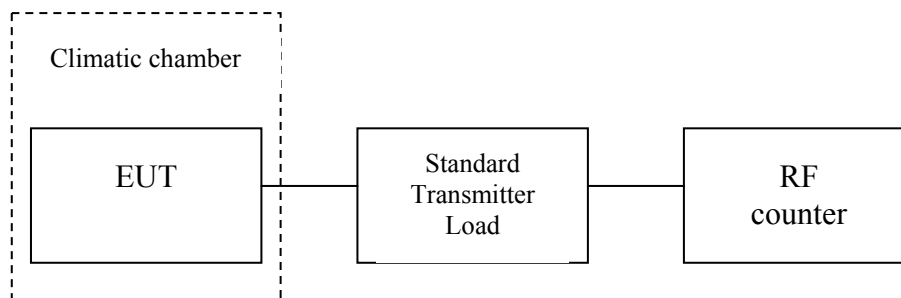 Climatic chamber
EUT
Standard
Transmitter
Load
RF
counter